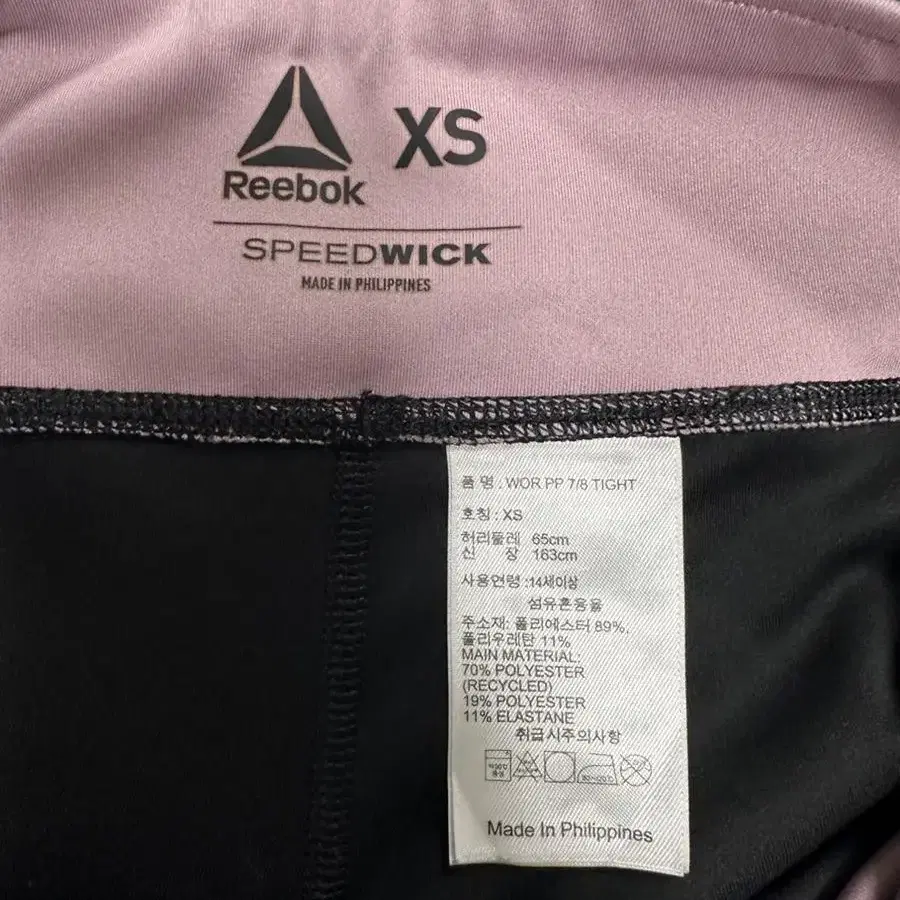 XS
Reebok
SPEEDWICK
MADE IN PHILIPPINES
품 명 . WOR PP 7/8 TIGHT
호칭 : XS
허리둘레 65cm
신 장 163cm
사용연령 :14세이상
섬유혼용율
주소재: 폴리에스터 89%,
폴리우레탄 11%
MAIN MATERIAL:
70% POLYESTER
(RECYCLED)
19% POLYESTER
11% ELASTANE
취급시주의사항
Made In Philippines